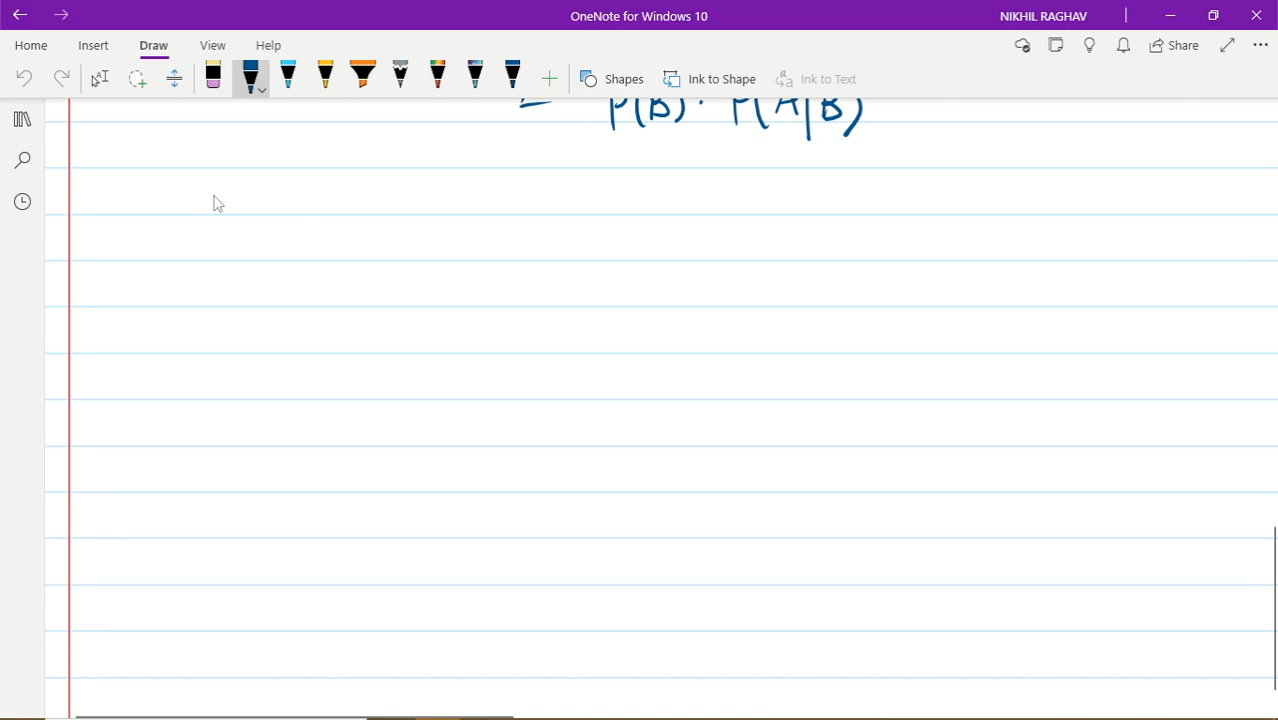 OneNote for Windows 10
NIKHIL RAGHAV
Home Insert Draw View Help
Share
Shapes Ink to Shape Ink to Text
= P(B) · P(A|B)